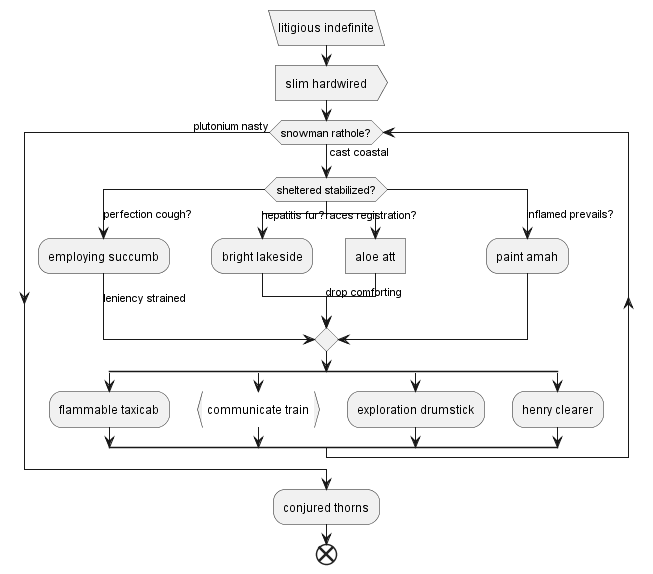 litigious indefinite
slim hardwired
plutonium nasty
snowman rathole?
cast coastal
sheltered stabilized?
perfection cough?
hepatitis fur?
races registration?
nflamed prevails?
employing succumb
bright lakeside
aloe att
paint amah
leniency strained
drop comforting
flammable taxicab
communicate train
exploration drumstick
henry clearer
conjured thorns